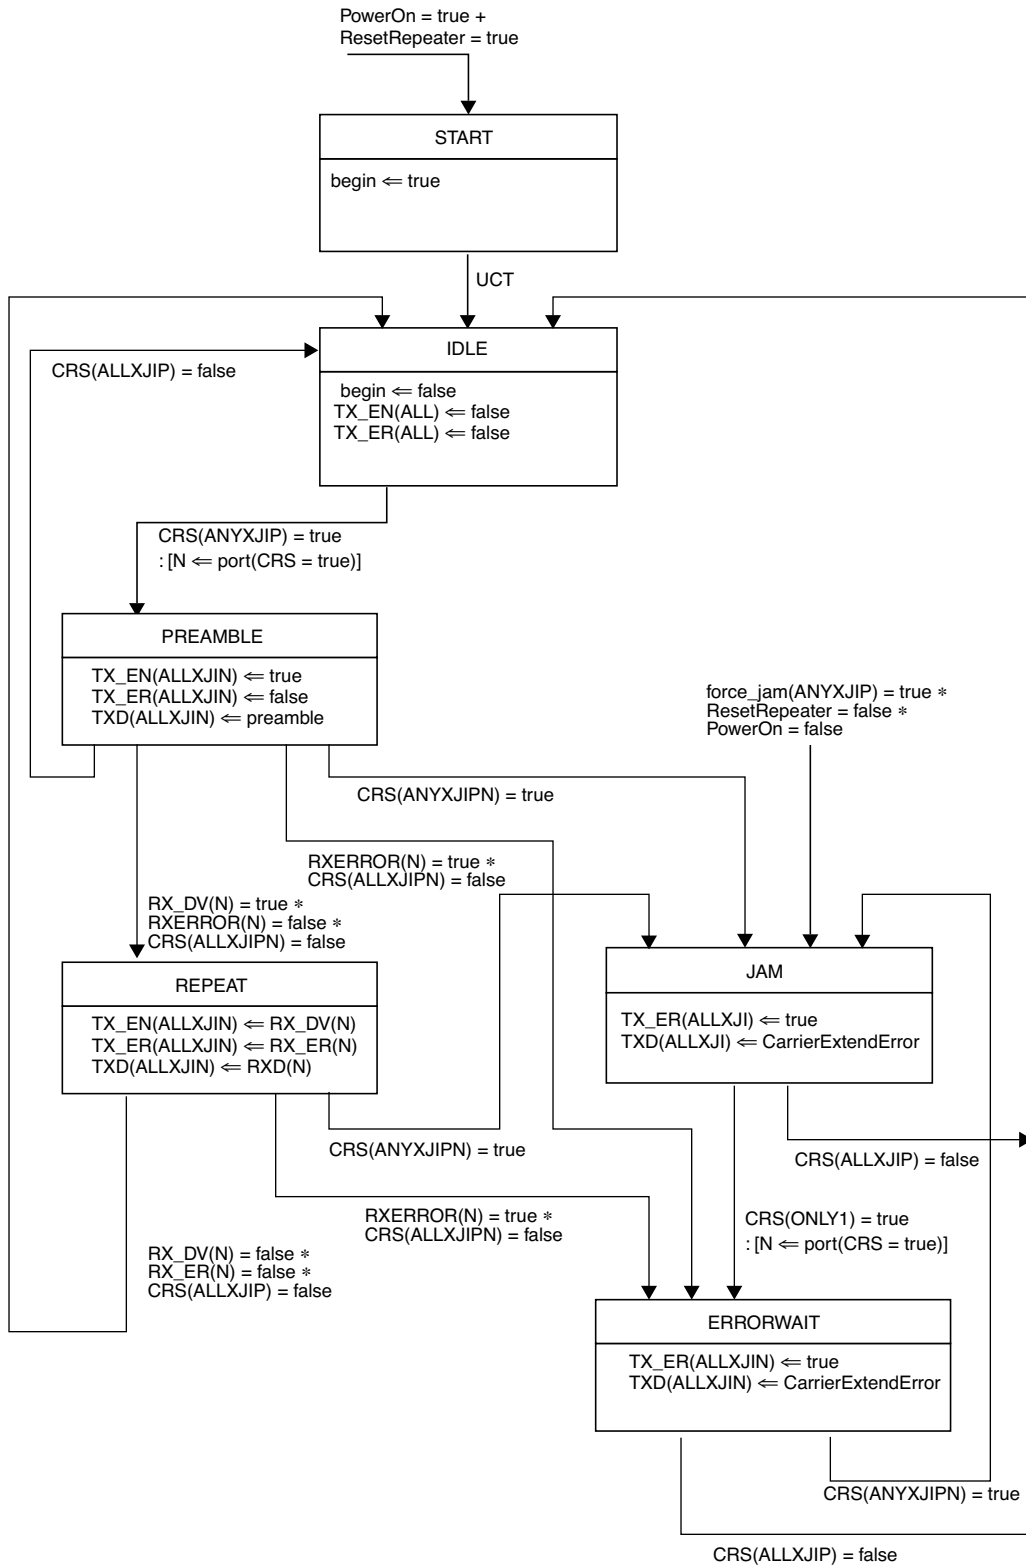 PowerOn = true +
ResetRepeater = true
START
begin ⇐ true
UCT
IDLE
CRS(ALLXJIP) = false
begin ⇐ false
TX_EN(ALL) ⇐ false
TX_ER(ALL) ⇐ false
CRS(ANYXJIP) = true
: [N ⇐ port(CRS = true)]
PREAMBLE
TX_EN(ALLXJIN) ⇐ true
TX_ER(ALLXJIN) ⇐ false
TXD(ALLXJIN) ⇐ preamble
force_jam(ANYXJIP) = true *
ResetRepeater = false *
PowerOn = false
CRS(ANYXJIPN) = true
RXERROR(N) = true *
CRS(ALLXJIPN) = false
RX_DV(N) = true *
RXERROR(N) = false *
CRS(ALLXJIPN) = false
REPEAT
TX_EN(ALLXJIN) ⇐ RX_DV(N)
TX_ER(ALLXJIN) ⇐ RX_ER(N)
TXD(ALLXJIN) ⇐ RXD(N)
JAM
TX_ER(ALLXJI) ⇐ true
TXD(ALLXJI) ⇐ CarrierExtendError
CRS(ANYXJIPN) = true
CRS(ALLXJIP) = false
RXERROR(N) = true *
CRS(ALLXJIPN) = false
CRS(ONLY1) = true
: [N ⇐ port(CRS = true)]
RX_DV(N) = false *
RX_ER(N) = false *
CRS(ALLXJIP) = false
ERRORWAIT
TX_ER(ALLXJIN) ⇐ true
TXD(ALLXJIN) ⇐ CarrierExtendError
CRS(ANYXJIPN) = true
CRS(ALLXJIP) = false